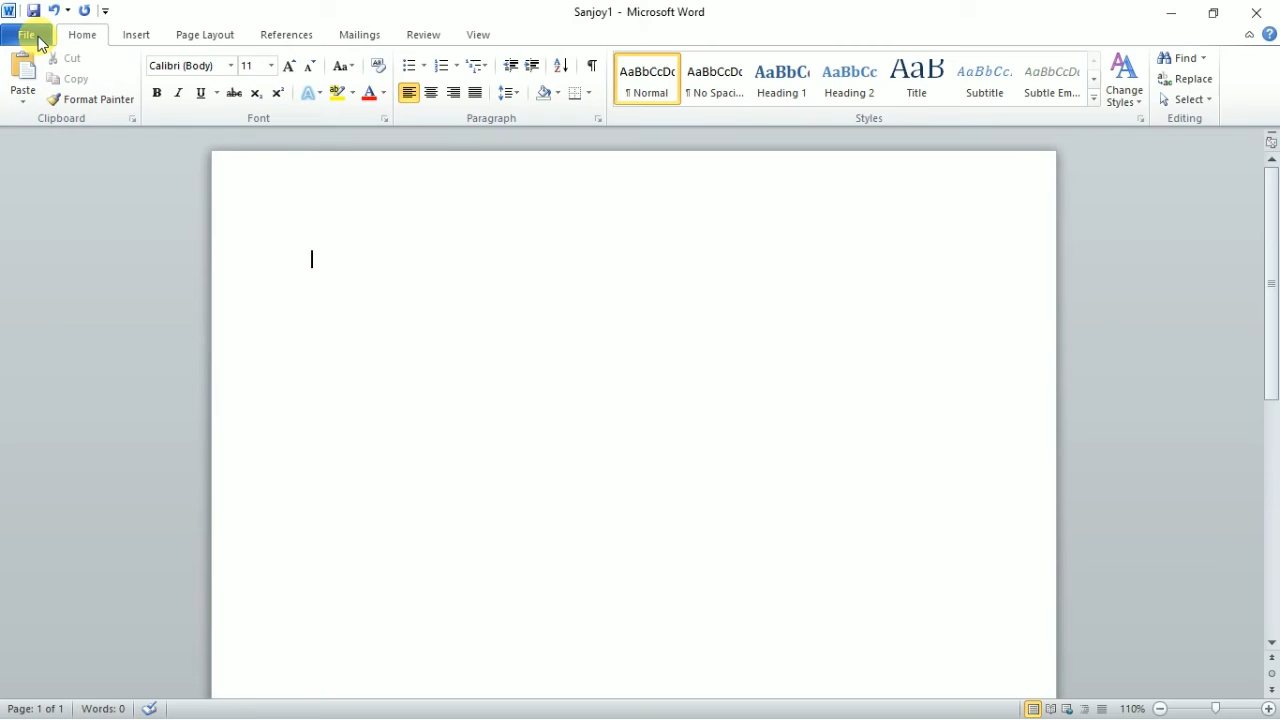 Sanjoy1 - Microsoft Word
File Home Insert Page Layout References Mailings Review View
Paste
Cut
Copy
Format Painter
Clipboard
Calibri (Body) 11
Font
Paragraph
AaBbCcDc AaBbCcDc AaBbC AaBbCc AaB AaBbCc. AaBbCcDc
¶ Normal ¶ No Spaci... Heading 1 Heading 2 Title Subtitle Subtle Em...
Change
Styles
Styles
Find
Replace
Select
Editing
Page: 1 of 1 Words: 0 110%